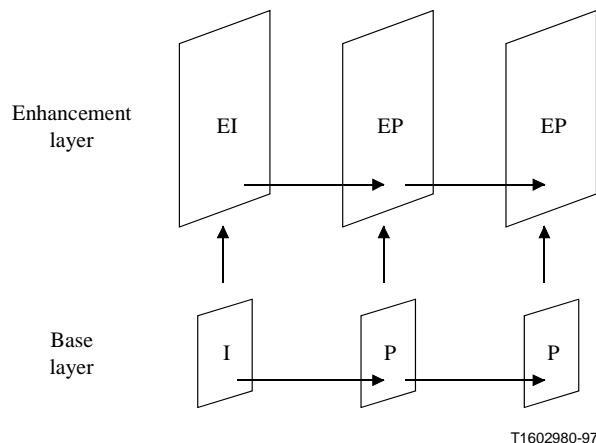 Enhancement
layer
EI
EP
EP
Base
layer
I
P
P
T1602980-97